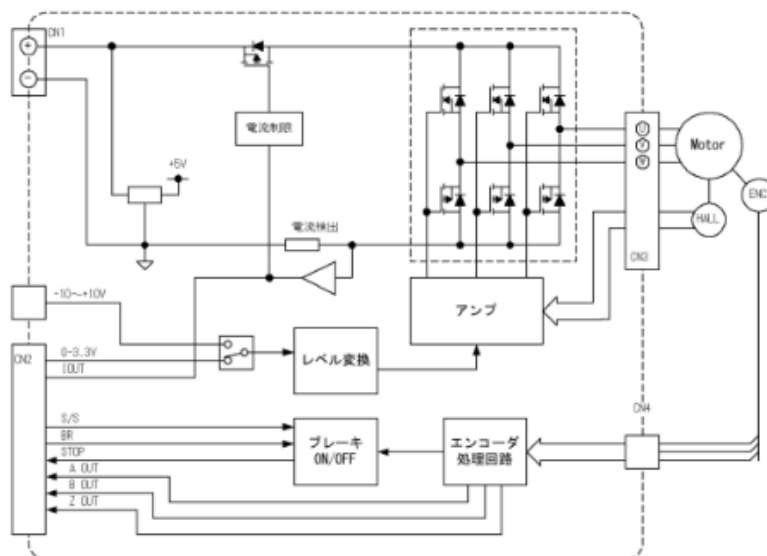 CN1
+
−
電流制限
+5V
電流検出
U
V
W
Motor
ENC
HALL
CN3
-10~+10V
アンプ
CN2
0-3.3V
IOUT
レベル変換
CN4
S/S
BR
STOP
A OUT
B OUT
Z OUT
ブレーキ
ON/OFF
エンコーダ
処理回路